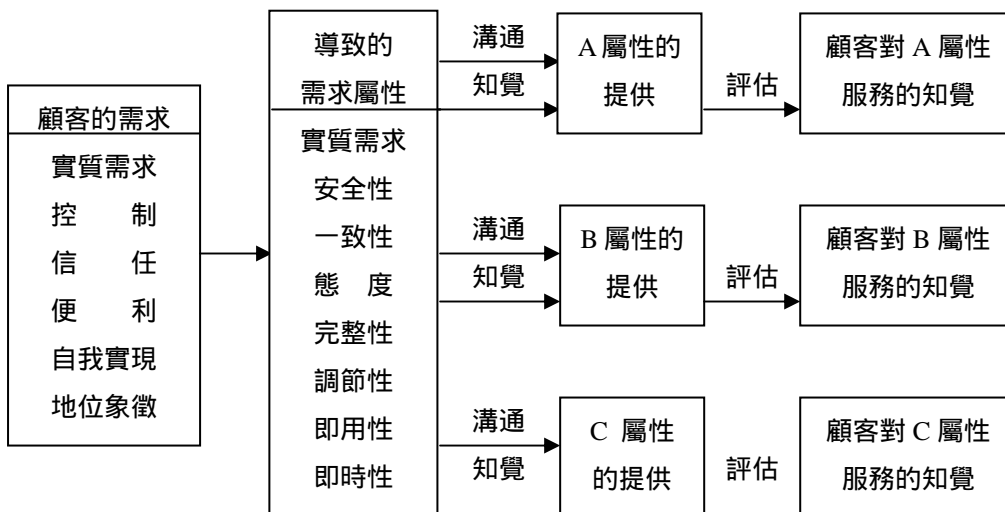 顧客的需求
實質需求
控 制
信 任
便 利
自我實現
地位象徵
導致的
需求屬性
實質需求
安全性
一致性
態 度
完整性
調節性
即用性
即時性
溝通
知覺
A 屬性的
提供
評估
顧客對 A 屬性
服務的知覺
溝通
知覺
B 屬性的
提供
評估
顧客對 B 屬性
服務的知覺
溝通
知覺
C 屬性
的提供
評估
顧客對 C 屬性
服務的知覺